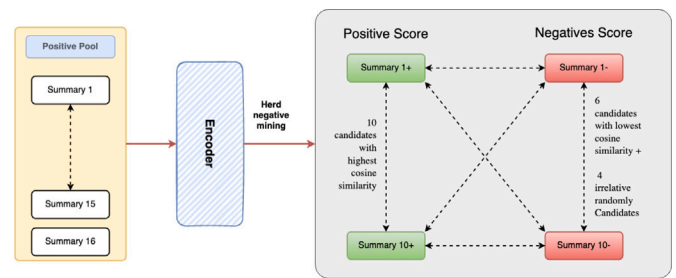 Positive Pool
Summary 1
Summary 15
Summary 16
Encoder
Herd
negative
mining
Positive Score
Negatives Score
Summary 1+
Summary 1-
10
candidates
with
highest
cosine
similarity
6
candidates
with lowest
cosine
similarity +
4
irrelative
randomly
Candidates
Summary 10+
Summary 10-